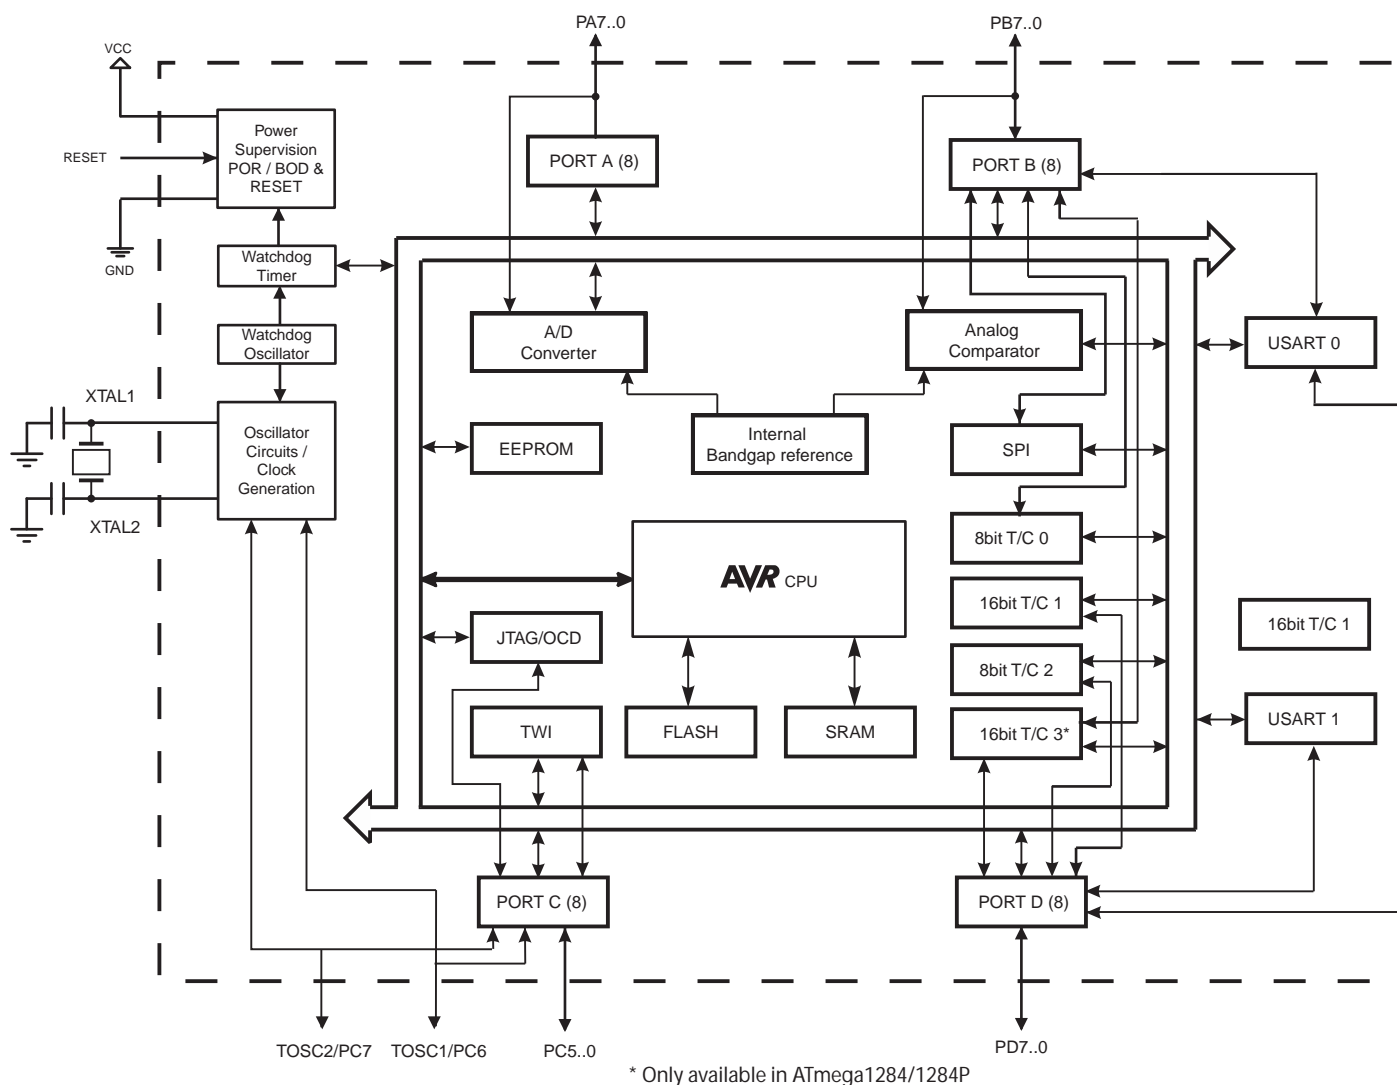 PA7..0
PB7..0
VCC
Power
Supervision
POR / BOD &
RESET
RESET
PORT A (8)
PORT B (8)
GND
Watchdog
Timer
Watchdog
Oscillator
A/D
Converter
Analog
Comparator
USART 0
XTAL1
Oscillator
Circuits /
Clock
Generation
EEPROM
Internal
Bandgap reference
SPI
XTAL2
8bit T/C 0
AVR CPU
16bit T/C 1
16bit T/C 1
JTAG/OCD
8bit T/C 2
TWI
FLASH
SRAM
16bit T/C 3*
USART 1
PORT C (8)
PORT D (8)
TOSC2/PC7
TOSC1/PC6
PC5..0
PD7..0
* Only available in ATmega1284/1284P